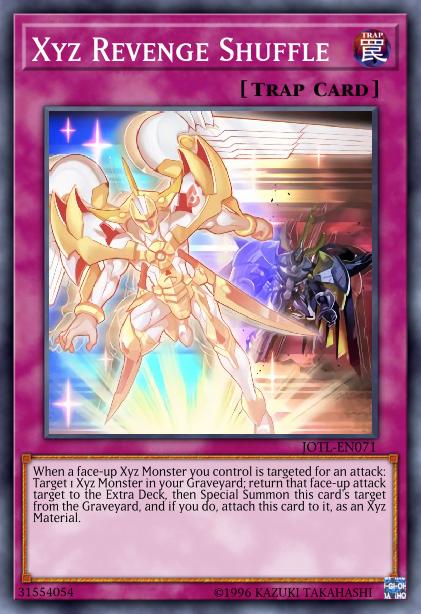 Xyz Revenge Shuffle
TRAP
罠
[TRAP CARD]
JOTL-EN071
When a face-up Xyz Monster you control is targeted for an attack:
Target 1 Xyz Monster in your Graveyard; return that face-up attack
target to the Extra Deck, then Special Summon this card's target
from the Graveyard, and if you do, attach this card to it, as an Xyz
Material.
31554054
©1996 KAZUKI TAKAHASHI